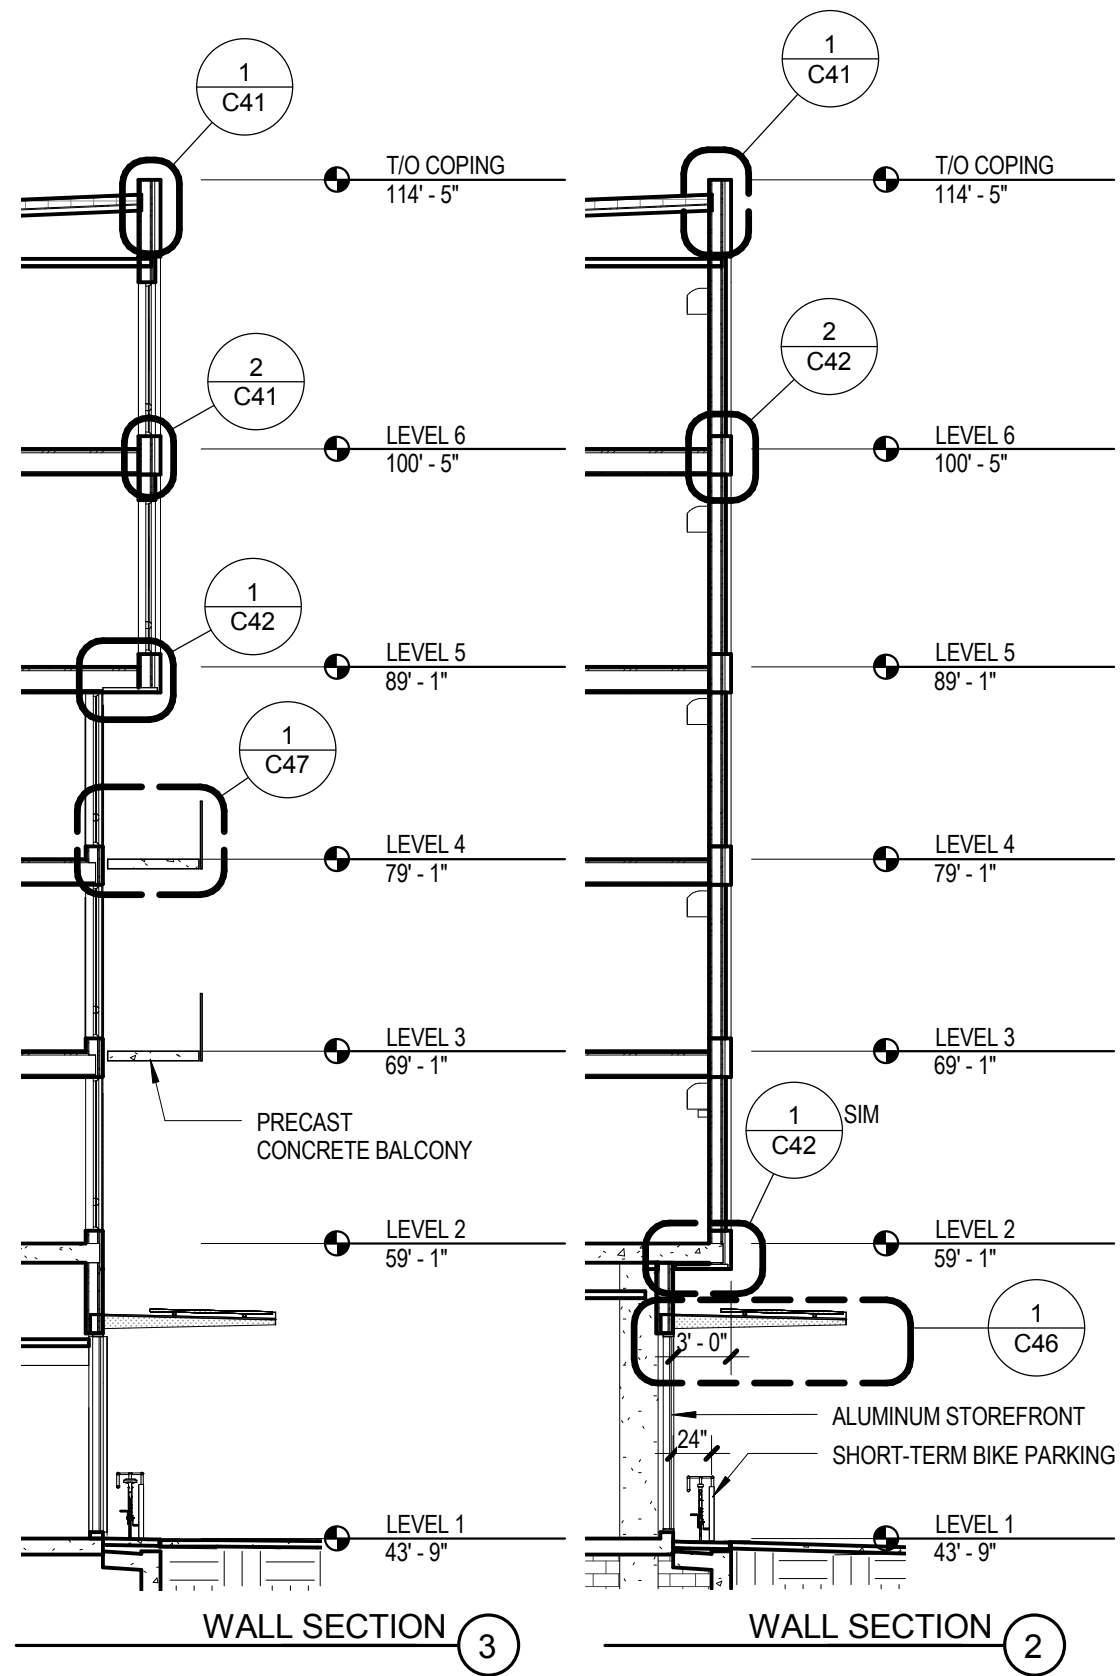 1
C41
T/O COPING
114' - 5"
2
C41
LEVEL 6
100' - 5"
1
C42
LEVEL 5
89' - 1"
1
C47
LEVEL 4
79' - 1"
LEVEL 3
69' - 1"
PRECAST
CONCRETE BALCONY
LEVEL 2
59' - 1"
LEVEL 1
43' - 9"
WALL SECTION 3
1
C41
T/O COPING
114' - 5"
2
C42
LEVEL 6
100' - 5"
LEVEL 5
89' - 1"
LEVEL 4
79' - 1"
LEVEL 3
69' - 1"
1 SIM
C42
LEVEL 2
59' - 1"
1
C46
3' - 0"
ALUMINUM STOREFRONT
24"
SHORT-TERM BIKE PARKING
LEVEL 1
43' - 9"
WALL SECTION 2